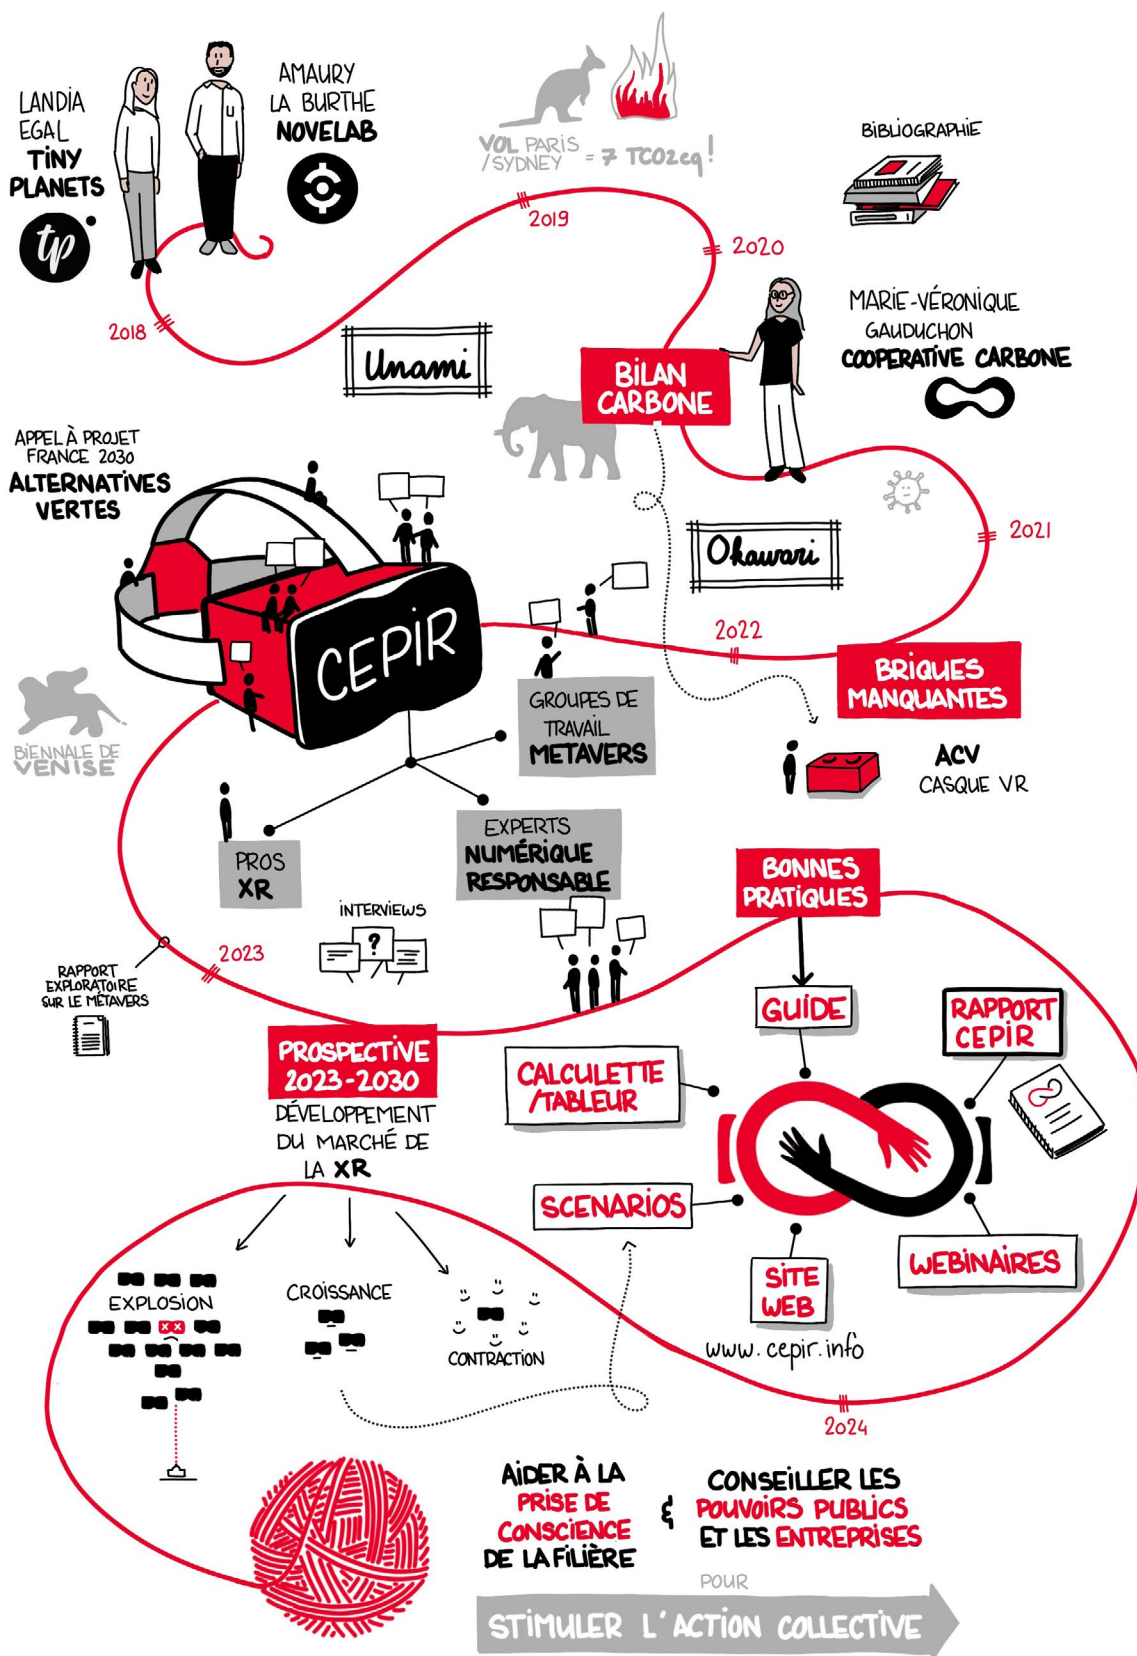 LANDIA
EGAL
TINY
PLANETS
tp
AMAURY
LA BURTHE
NOVELAB
VOL PARIS
/SYDNEY = 7 TCO2eq !
BIBLIOGRAPHIE
2018
2019
2020
Unami
BILAN
CARBONE
MARIE-VÉRONIQUE
GAUDUCHON
COOPERATIVE CARBONE
APPEL À PROJET
FRANCE 2030
ALTERNATIVES
VERTES
Okawari
2021
2022
BRIQUES
MANQUANTES
CEPIR
BIENNALE DE
VENISE
GROUPES DE
TRAVAIL
METAVERS
ACV
CASQUE VR
PROS
XR
EXPERTS
NUMÉRIQUE
RESPONSABLE
BONNES
PRATIQUES
INTERVIEWS
?
2023
RAPPORT
EXPLORATOIRE
SUR LE MÉTAVERS
PROSPECTIVE
2023-2030
DÉVELOPPEMENT
DU MARCHÉ DE
LA XR
GUIDE
RAPPORT
CEPIR
CALCULETTE
/TABLEUR
SCENARIOS
SITE
WEB
WEBINAIRES
www.cepir.info
EXPLOSION
CROISSANCE
CONTRACTION
2024
AIDER À LA
PRISE DE
CONSCIENCE
DE LA FILIÈRE
&
CONSEILLER LES
POUVOIRS PUBLICS
ET LES ENTREPRISES
POUR
STIMULER L'ACTION COLLECTIVE